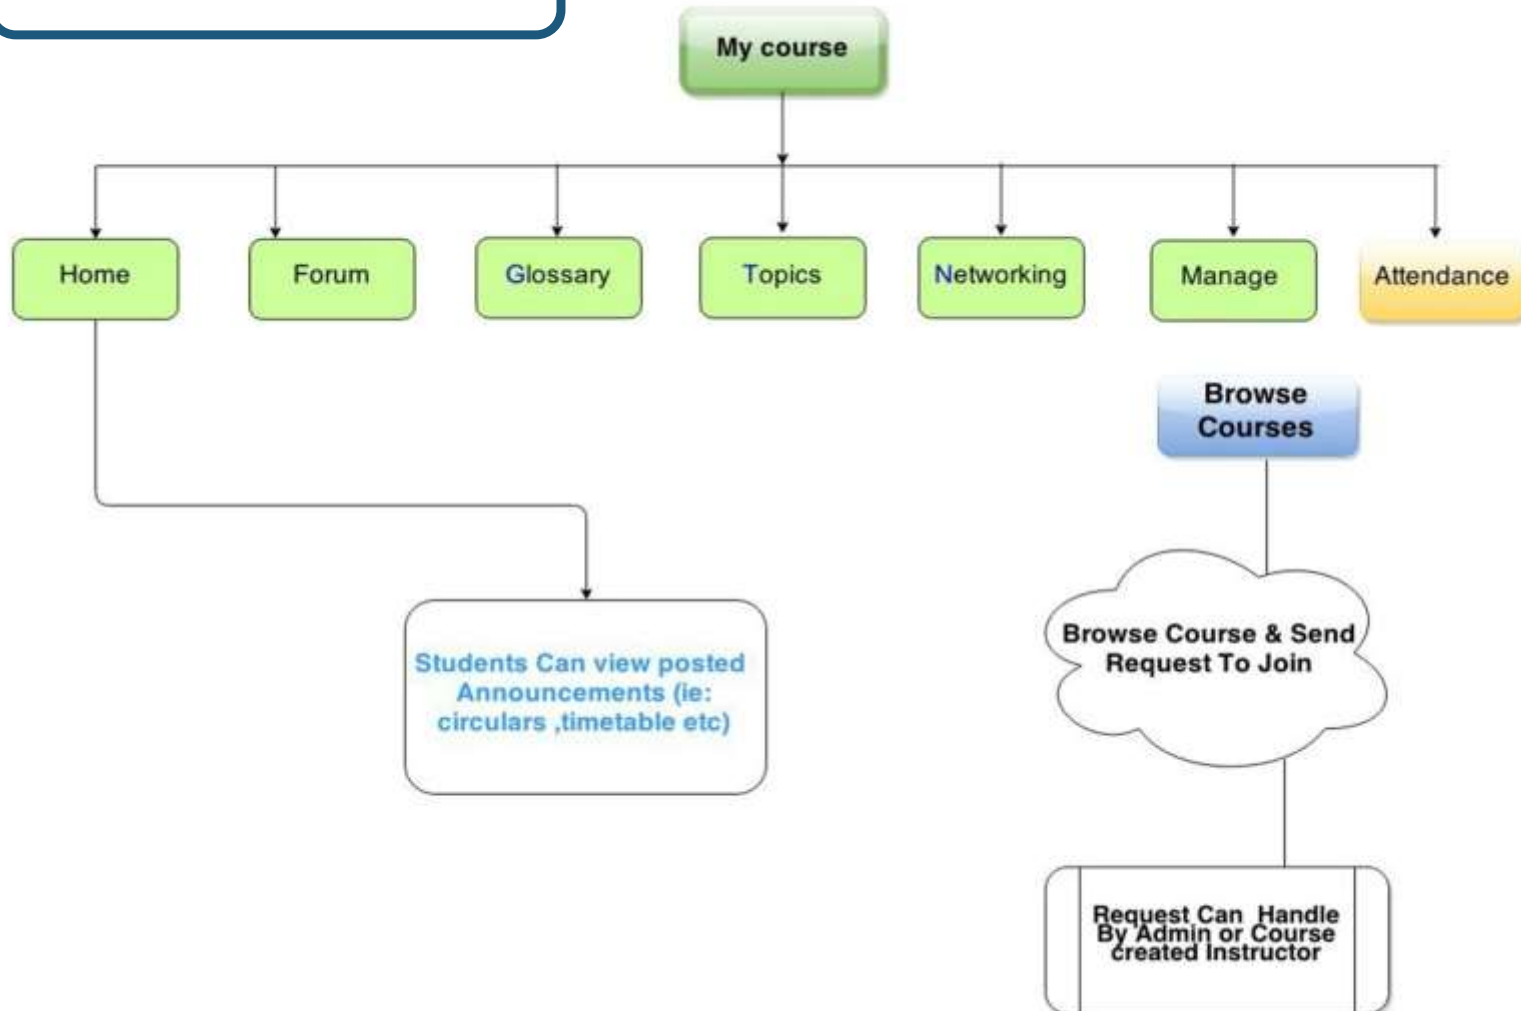 My course
Home
Forum
Glossary
Topics
Networking
Manage
Attendance
Browse
Courses
Browse Course & Send
Request To Join
Students Can view posted
Announcements (ie:
circulars ,timetable etc)
Request Can Handle
By Admin or Course
created Instructor